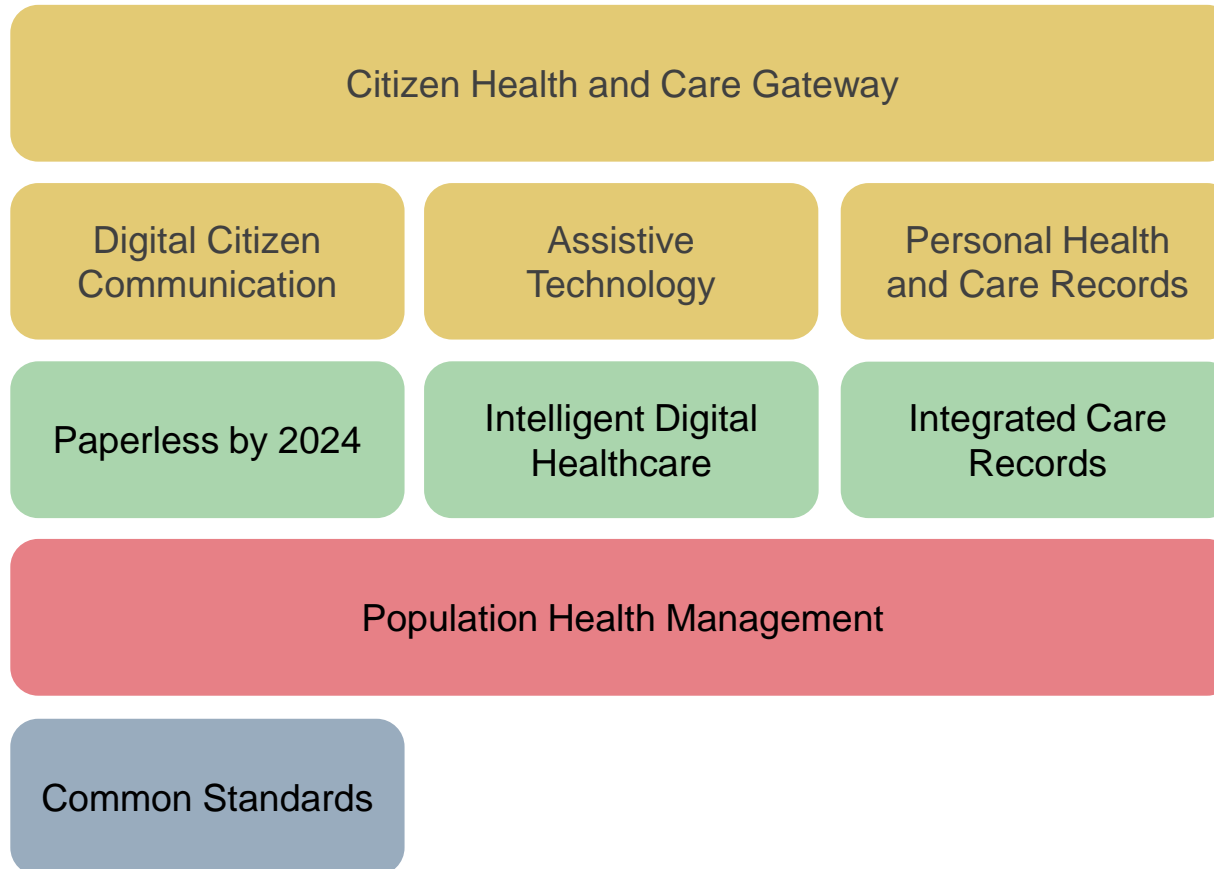 Citizen Health and Care Gateway
Digital Citizen
Communication
Assistive
Technology
Personal Health
and Care Records
Paperless by 2024
Intelligent Digital
Healthcare
Integrated Care
Records
Population Health Management
Common Standards